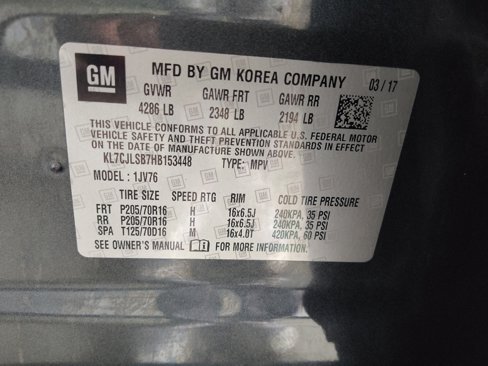 GM
MFD BY GM KOREA COMPANY 03/17
GVWR GAWR FRT GAWR RR
4286 LB 2348 LB 2194 LB
THIS VEHICLE CONFORMS TO ALL APPLICABLE U.S. FEDERAL MOTOR
VEHICLE SAFETY AND THEFT PREVENTION STANDARDS IN EFFECT
ON THE DATE OF MANUFACTURE SHOWN ABOVE.
KL7CJLSB7HB153448 TYPE: MPV
MODEL : 1JV76
TIRE SIZE SPEED RTG RIM COLD TIRE PRESSURE
FRT P205/70R16 H 16x6.5J 240KPA, 35 PSI
RR P205/70R16 H 16x6.5J 240KPA, 35 PSI
SPA T125/70D16 M 16x4.0T 420KPA, 60 PSI
SEE OWNER'S MANUAL FOR MORE INFORMATION.